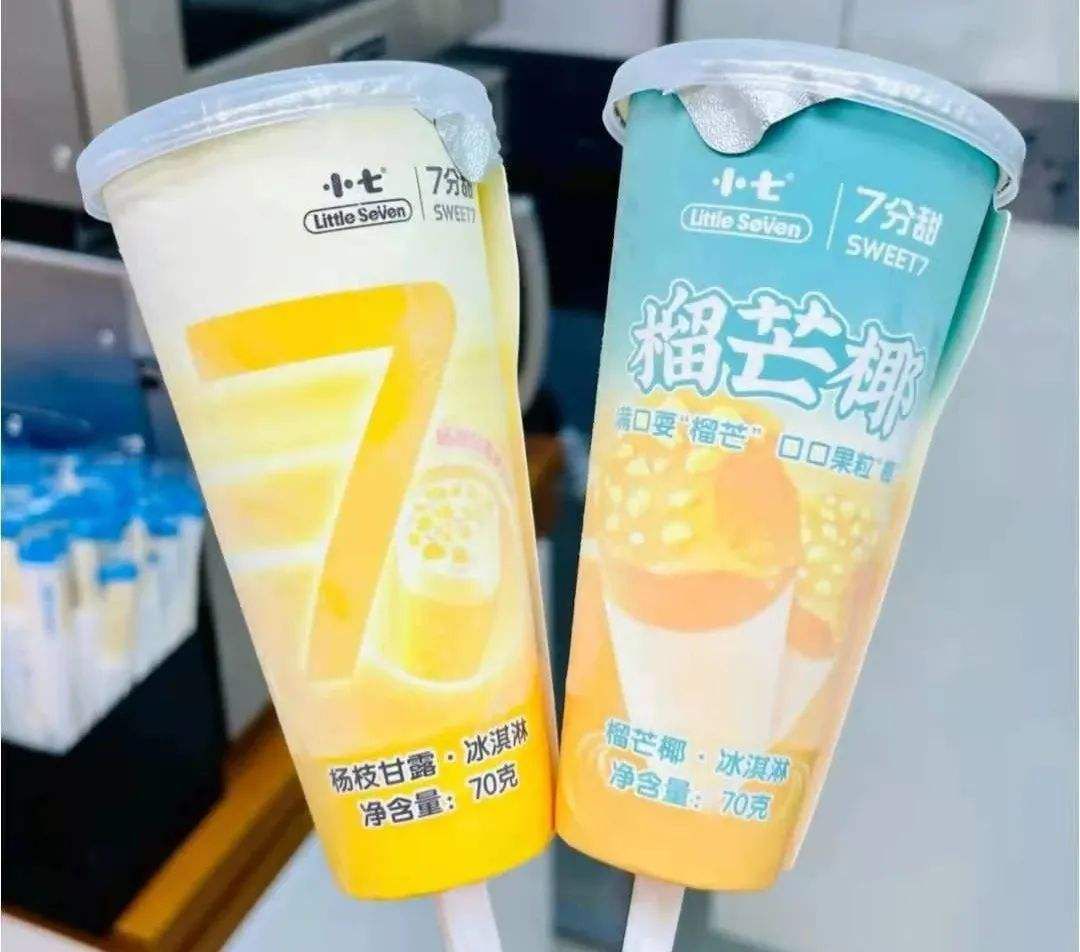 小七
Little Seven
7分甜
SWEET7
7
杨枝甘露·冰淇淋
净含量：70克
小七
Little Seven
7分甜
SWEET7
榴芒椰
满口耍“榴芒” 口口果粒“
榴芒椰·冰淇淋
净含量：70克